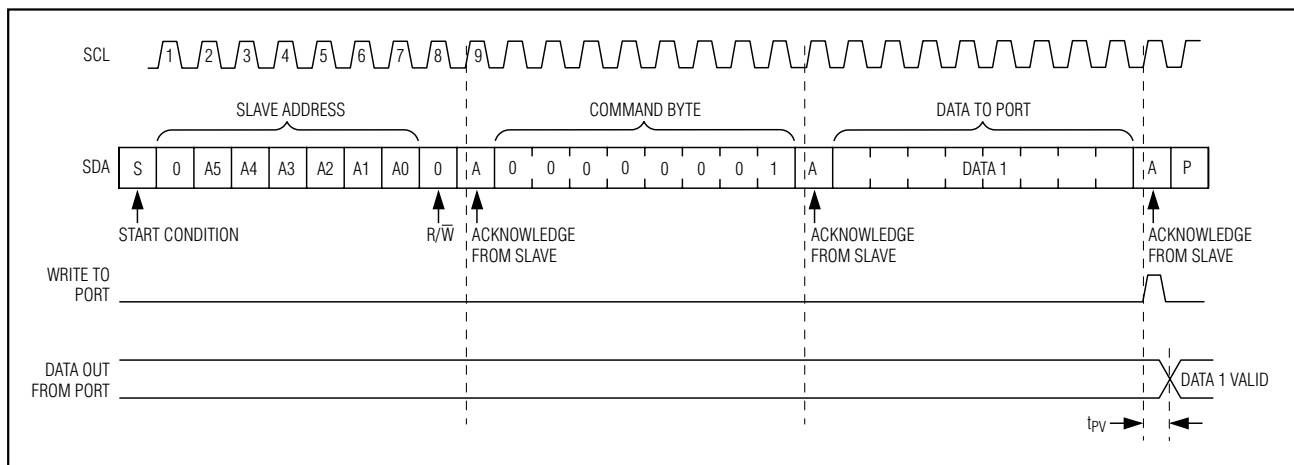 SCL 1 2 3 4 5 6 7 8 9
SLAVE ADDRESS COMMAND BYTE DATA TO PORT
SDA S 0 A5 A4 A3 A2 A1 A0 0 A 0 0 0 0 0 0 0 1 A DATA 1 A P
START CONDITION R/W̅ ACKNOWLEDGE FROM SLAVE ACKNOWLEDGE FROM SLAVE ACKNOWLEDGE FROM SLAVE
WRITE TO
PORT
DATA OUT
FROM PORT
DATA 1 VALID
tPV